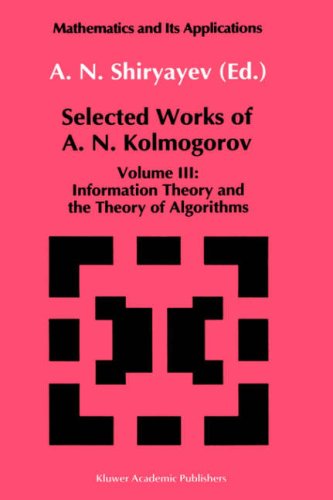 Mathematics and Its Applications
A. N. Shiryayev (Ed.)
Selected Works of
A. N. Kolmogorov
Volume III:
Information Theory and
the Theory of Algorithms
Kluwer Academic Publishers